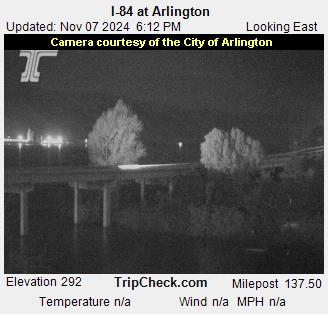 I-84 at Arlington
Updated: Nov 07 2024 6:12 PM Looking East
Camera courtesy of the City of Arlington
Elevation 292 TripCheck.com Milepost 137.50
Temperature n/a Wind n/a MPH n/a